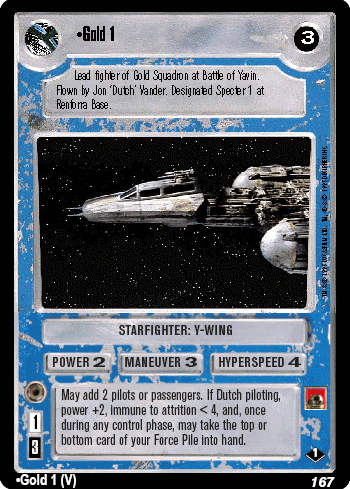 •Gold 1
3
Lead fighter of Gold Squadron at Battle of Yavin.
Flown by Jon 'Dutch' Vander. Designated Specter 1 at
Renforra Base.
STARFIGHTER: Y-WING
POWER 2 MANEUVER 3 HYPERSPEED 4
May add 2 pilots or passengers. If Dutch piloting,
power +2, immune to attrition < 4, and, once
during any control phase, may take the top or
bottom card of your Force Pile into hand.
1
3
1
•Gold 1 (V) 167